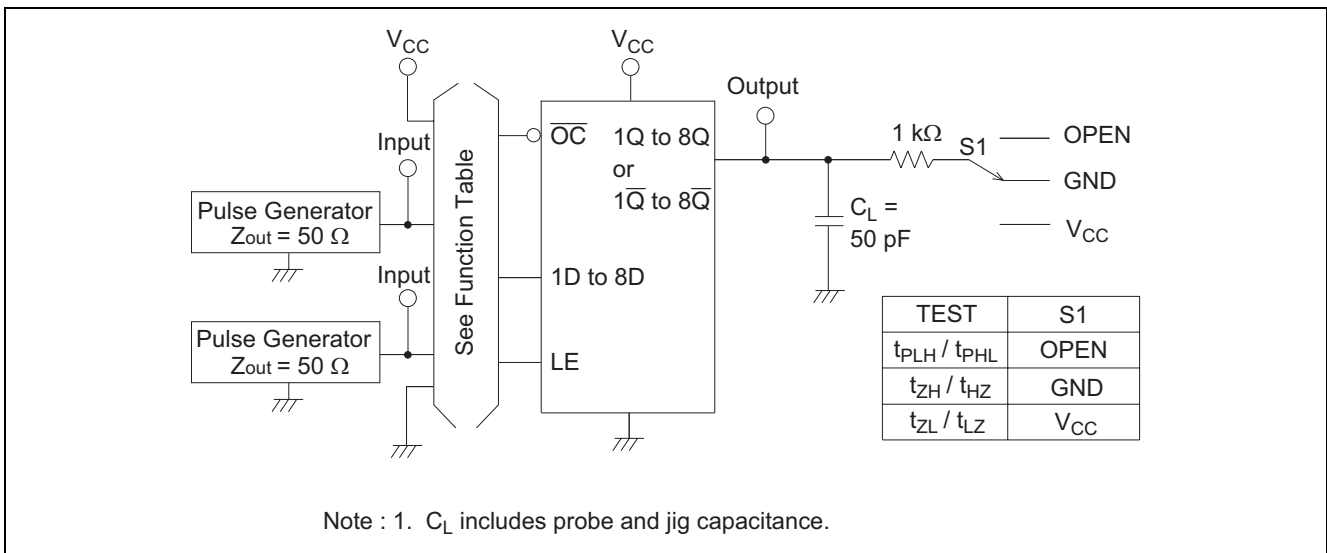 VCC
VCC
Output
Input
OC
1Q to 8Q
or
1Q̅ to 8Q̅
1 kΩ
S1
OPEN
GND
VCC
Pulse Generator
Zout = 50 Ω
CL =
50 pF
Input
See Function Table
1D to 8D
Pulse Generator
Zout = 50 Ω
LE
TEST S1
tPLH / tPHL OPEN
tZH / tHZ GND
tZL / tLZ VCC
Note : 1. CL includes probe and jig capacitance.